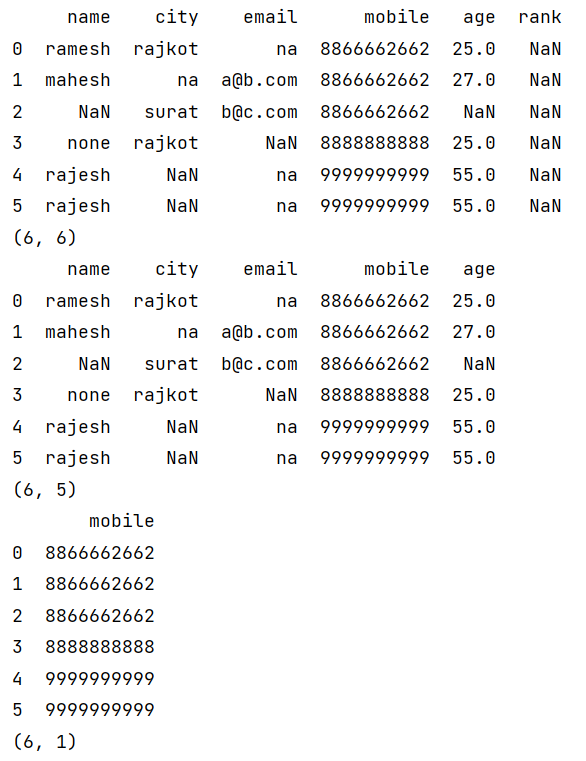 name    city    email      mobile   age  rank
0  ramesh  rajkot       na  8866662662  25.0   NaN
1  mahesh      na  a@b.com  8866662662  27.0   NaN
2     NaN   surat  b@c.com  8866662662   NaN   NaN
3    none  rajkot      NaN  8888888888  25.0   NaN
4  rajesh     NaN       na  9999999999  55.0   NaN
5  rajesh     NaN       na  9999999999  55.0   NaN
(6, 6)
     name    city    email      mobile   age
0  ramesh  rajkot       na  8866662662  25.0
1  mahesh      na  a@b.com  8866662662  27.0
2     NaN   surat  b@c.com  8866662662   NaN
3    none  rajkot      NaN  8888888888  25.0
4  rajesh     NaN       na  9999999999  55.0
5  rajesh     NaN       na  9999999999  55.0
(6, 5)
       mobile
0  8866662662
1  8866662662
2  8866662662
3  8888888888
4  9999999999
5  9999999999
(6, 1)